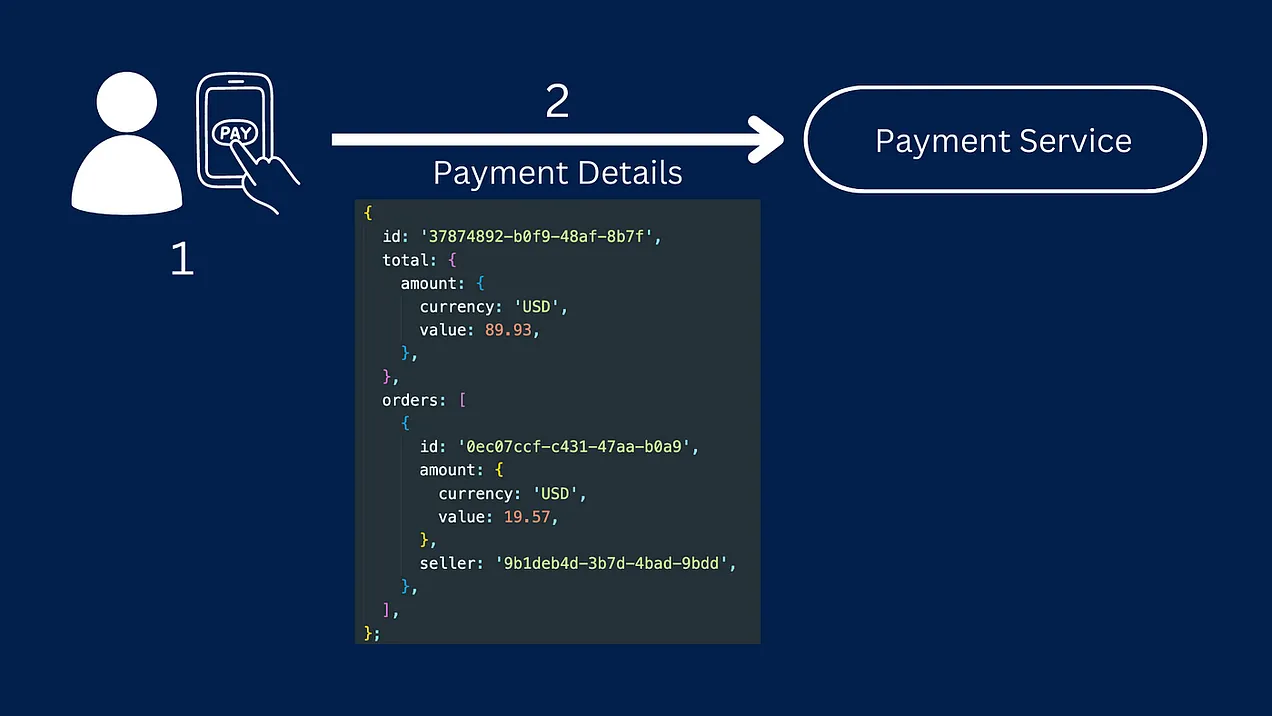 PAY
1
2
Payment Details
Payment Service
{
  id: '37874892-b0f9-48af-8b7f',
  total: {
    amount: {
      currency: 'USD',
      value: 89.93,
    },
  },
  orders: [
    {
      id: '0ec07ccf-c431-47aa-b0a9',
      amount: {
        currency: 'USD',
        value: 19.57,
      },
      seller: '9b1deb4d-3b7d-4bad-9bdd',
    },
  ],
};